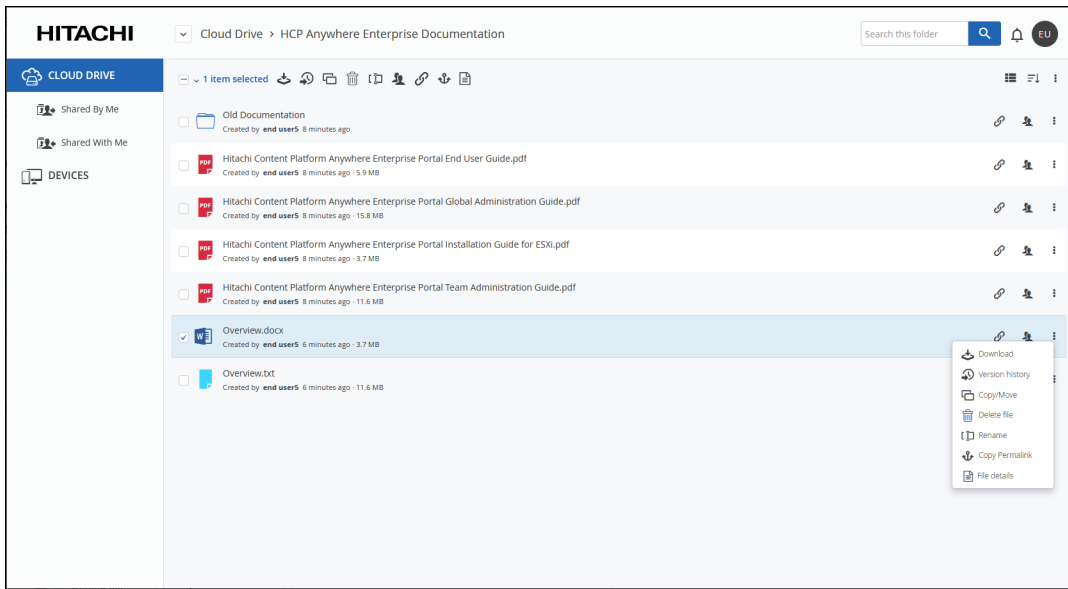 HITACHI
Cloud Drive > HCP Anywhere Enterprise Documentation
Search this folder
EU
CLOUD DRIVE
1 item selected
Shared By Me
Shared With Me
DEVICES
Old Documentation
Created by end user5 8 minutes ago
PDF
Hitachi Content Platform Anywhere Enterprise Portal End User Guide.pdf
Created by end user5 8 minutes ago · 5.9 MB
PDF
Hitachi Content Platform Anywhere Enterprise Portal Global Administration Guide.pdf
Created by end user5 8 minutes ago · 15.8 MB
PDF
Hitachi Content Platform Anywhere Enterprise Portal Installation Guide for ESXi.pdf
Created by end user5 8 minutes ago · 3.7 MB
PDF
Hitachi Content Platform Anywhere Enterprise Portal Team Administration Guide.pdf
Created by end user5 8 minutes ago · 11.6 MB
W
Overview.docx
Created by end user5 6 minutes ago · 3.7 MB
Overview.txt
Created by end user5 6 minutes ago · 11.6 MB
Download
Version history
Copy/Move
Delete file
Rename
Copy Permalink
File details